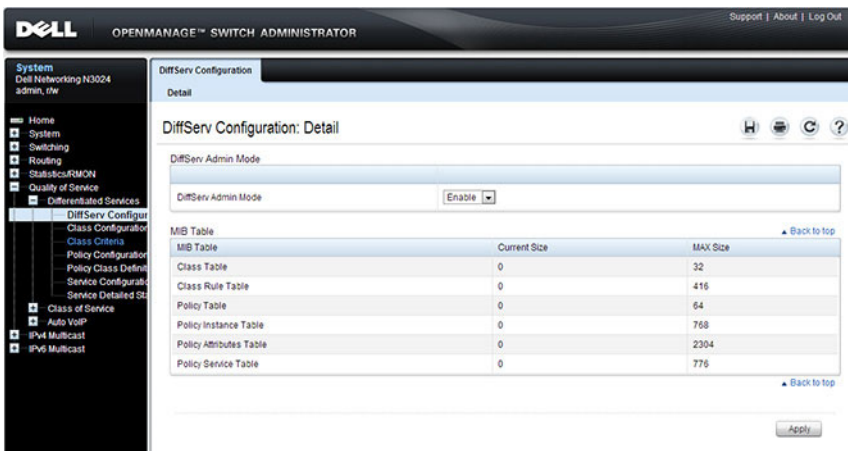 Support | About | Log Out
DELL OPENMANAGE™ SWITCH ADMINISTRATOR
System
Dell Networking N3024
admin, r/w
Home
System
Switching
Routing
Statistics/RMON
Quality of Service
Differentiated Services
DiffServ Configur
Class Configuration
Class Criteria
Policy Configuration
Policy Class Definit
Service Configuratio
Service Detailed Sta
Class of Service
Auto VoIP
IPv4 Multicast
IPv6 Multicast
DiffServ Configuration
Detail
DiffServ Configuration: Detail
DiffServ Admin Mode
DiffServ Admin Mode Enable
MIB Table Back to top
MIB Table Current Size MAX Size
Class Table 0 32
Class Rule Table 0 416
Policy Table 0 64
Policy Instance Table 0 768
Policy Attributes Table 0 2304
Policy Service Table 0 776
Back to top
Apply